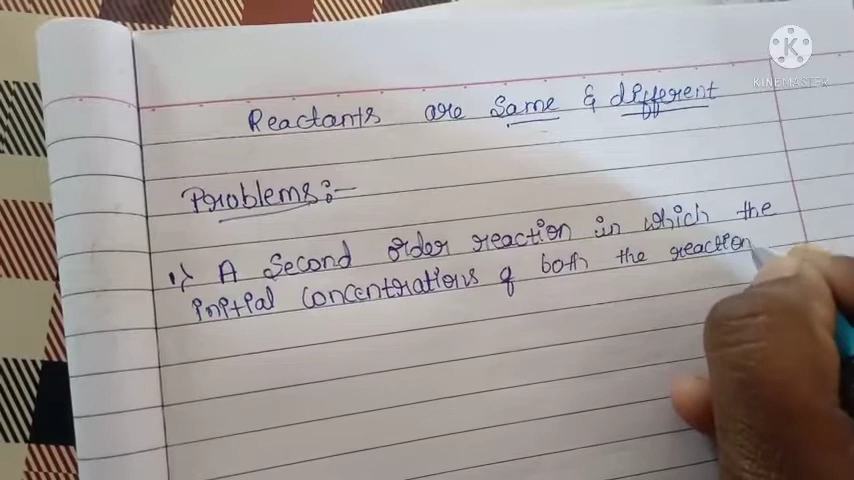 KINEMASTER
Reactants are Same & different
Problems:-
1) A Second order reaction in which the
initial concentrations of both the reaction